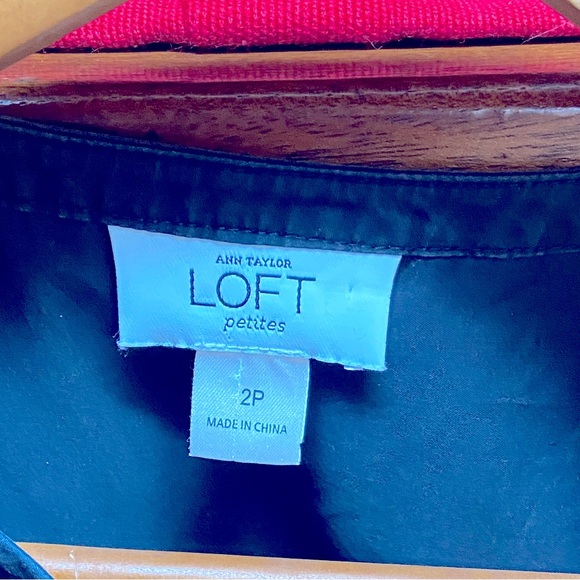 ANN TAYLOR
LOFT
petites
2P
MADE IN CHINA